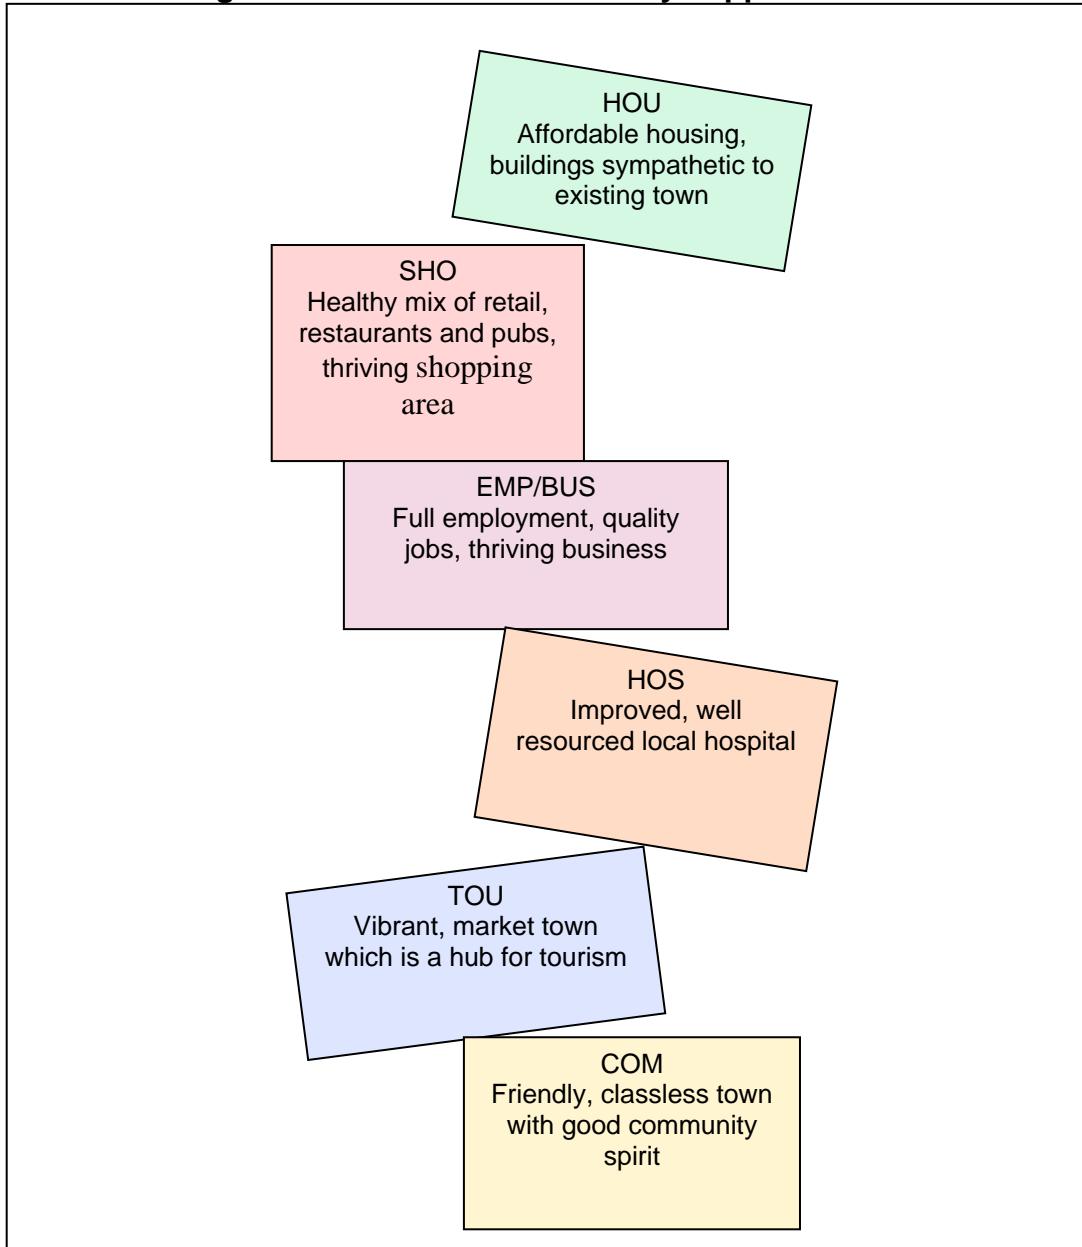 HOU
Affordable housing,
buildings sympathetic to
existing town
SHO
Healthy mix of retail,
restaurants and pubs,
thriving shopping
area
EMP/BUS
Full employment, quality
jobs, thriving business
HOS
Improved, well
resourced local hospital
TOU
Vibrant, market town
which is a hub for tourism
COM
Friendly, classless town
with good community
spirit